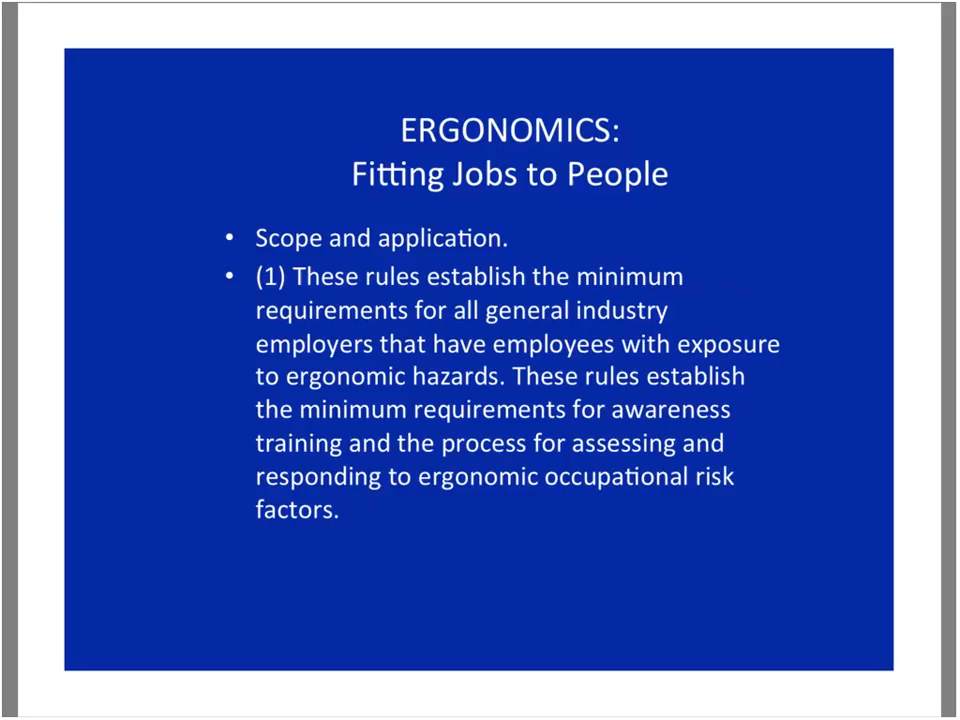 ERGONOMICS:
Fitting Jobs to People
• Scope and application.
• (1) These rules establish the minimum
requirements for all general industry
employers that have employees with exposure
to ergonomic hazards. These rules establish
the minimum requirements for awareness
training and the process for assessing and
responding to ergonomic occupational risk
factors.